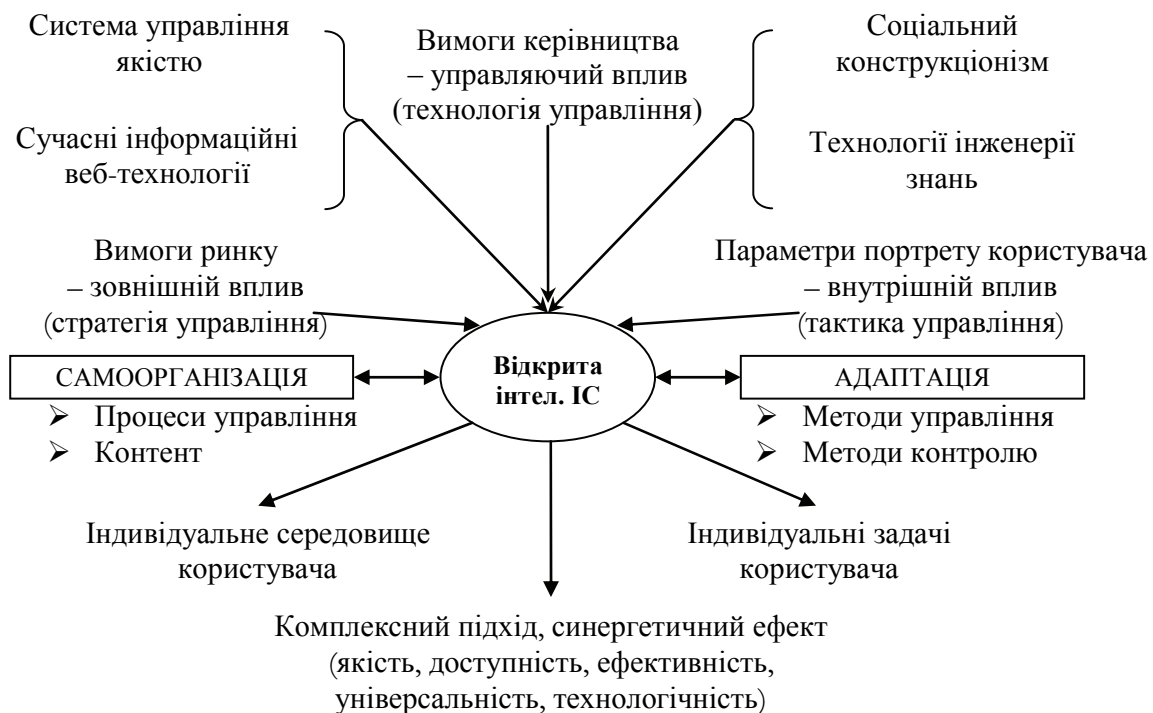 Система управління
якістю
Вимоги керівництва
– управляючий вплив
(технологія управління)
Соціальний
конструкціонізм
Сучасні інформаційні
веб-технології
Технології інженерії
знань
Вимоги ринку
– зовнішній вплив
(стратегія управління)
Параметри портрету користувача
– внутрішній вплив
(тактика управління)
САМООРГАНІЗАЦІЯ
Відкрита
інтел. ІС
АДАПТАЦІЯ
➢ Процеси управління
➢ Контент
➢ Методи управління
➢ Методи контролю
Індивідуальне середовище
користувача
Індивідуальні задачі
користувача
Комплексний підхід, синергетичний ефект
(якість, доступність, ефективність,
універсальність, технологічність)